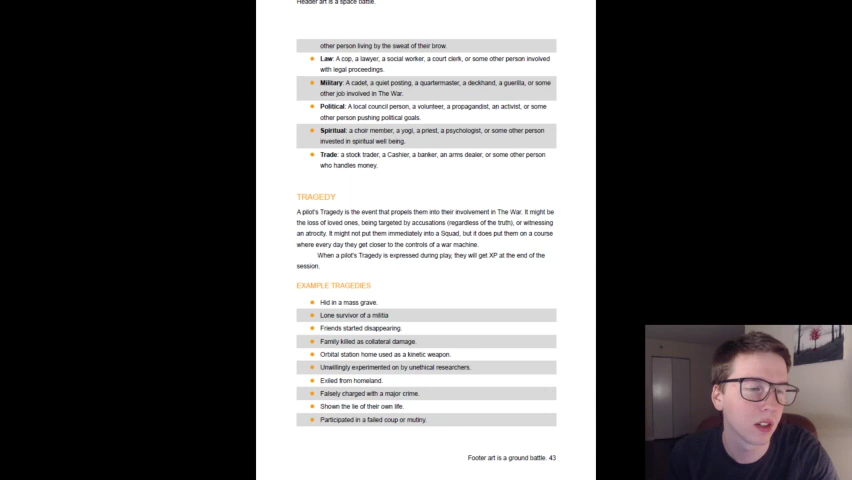 Header art is a space battle.
other person living by the sweat of their brow.
Law: A cop, a lawyer, a social worker, a court clerk, or some other person involved
with legal proceedings.
Military: A cadet, a quiet posting, a quartermaster, a deckhand, a guerilla, or some
other job involved in The War.
Political: A local council person, a volunteer, a propagandist, an activist, or some
other person pushing political goals.
Spiritual: a choir member, a yogi, a priest, a psychologist, or some other person
invested in spiritual well being.
Trade: a stock trader, a Cashier, a banker, an arms dealer, or some other person
who handles money.
TRAGEDY
A pilot's Tragedy is the event that propels them into their involvement in The War. It might be
the loss of loved ones, being targeted by accusations (regardless of the truth), or witnessing
an atrocity. It might not put them immediately into a Squad, but it does put them on a course
where every day they get closer to the controls of a war machine.
When a pilot's Tragedy is expressed during play, they will get XP at the end of the
session.
EXAMPLE TRAGEDIES
Hid in a mass grave.
Lone survivor of a militia
Friends started disappearing.
Family killed as collateral damage.
Orbital station home used as a kinetic weapon.
Unwillingly experimented on by unethical researchers.
Exiled from homeland.
Falsely charged with a major crime.
Shown the lie of their own life.
Participated in a failed coup or mutiny.
Footer art is a ground battle. 43